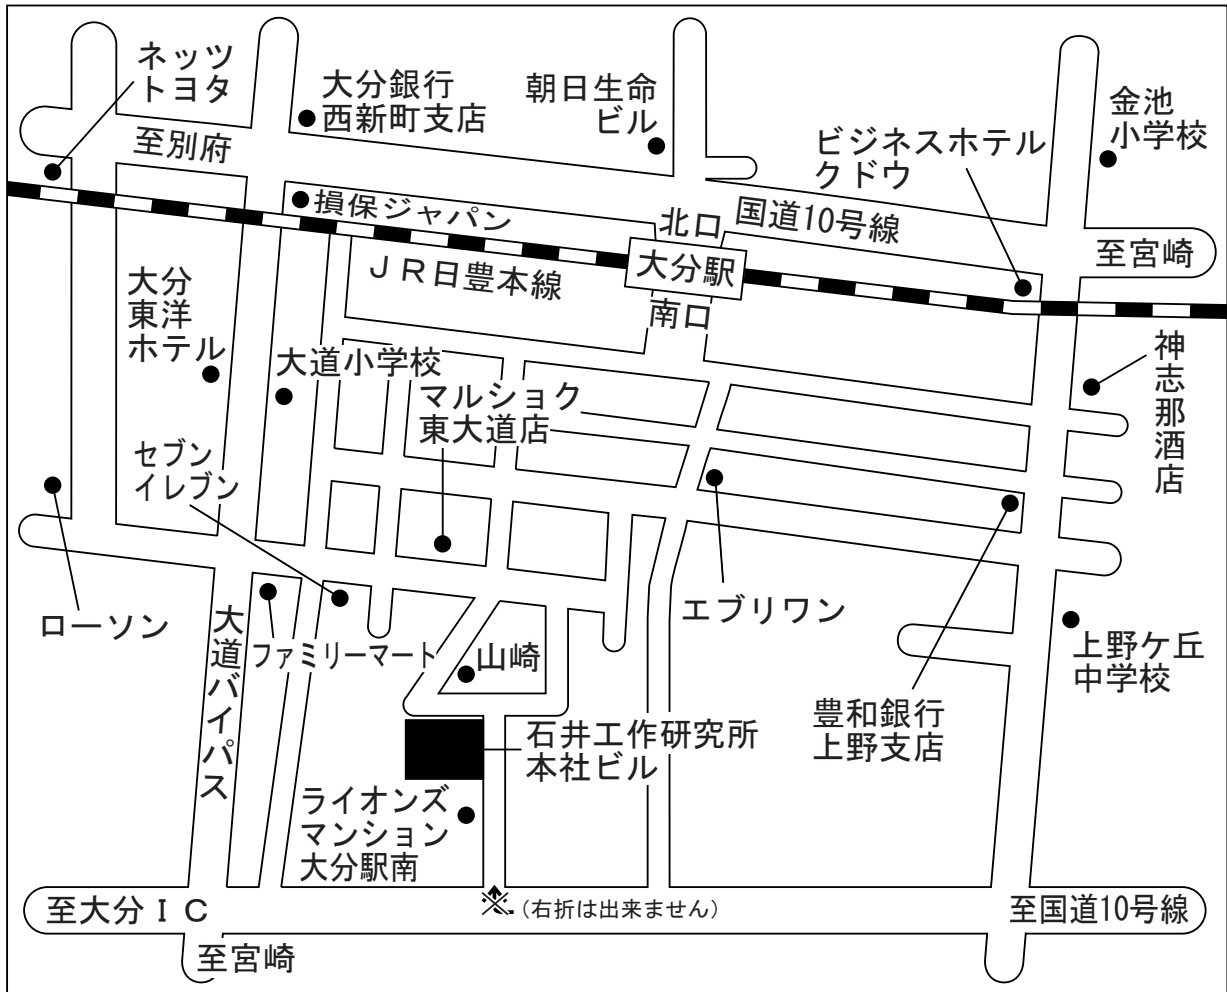 ネッツ
トヨタ
大分銀行
西新町支店
朝日生命
ビル
ビジネスホテル
クドウ
金池
小学校
至別府
損保ジャパン
北口
国道10号線
至宮崎
大分駅
ＪＲ日豊本線
南口
大分
東洋
ホテル
大道小学校
マルショク
東大道店
神志那酒店
セブン
イレブン
ローソン
大道バイパス
ファミリーマート
山崎
エブリワン
上野ケ丘
中学校
豊和銀行
上野支店
石井工作研究所
本社ビル
ライオンズ
マンション
大分駅南
至大分ＩＣ
※（右折は出来ません）
至国道10号線
至宮崎